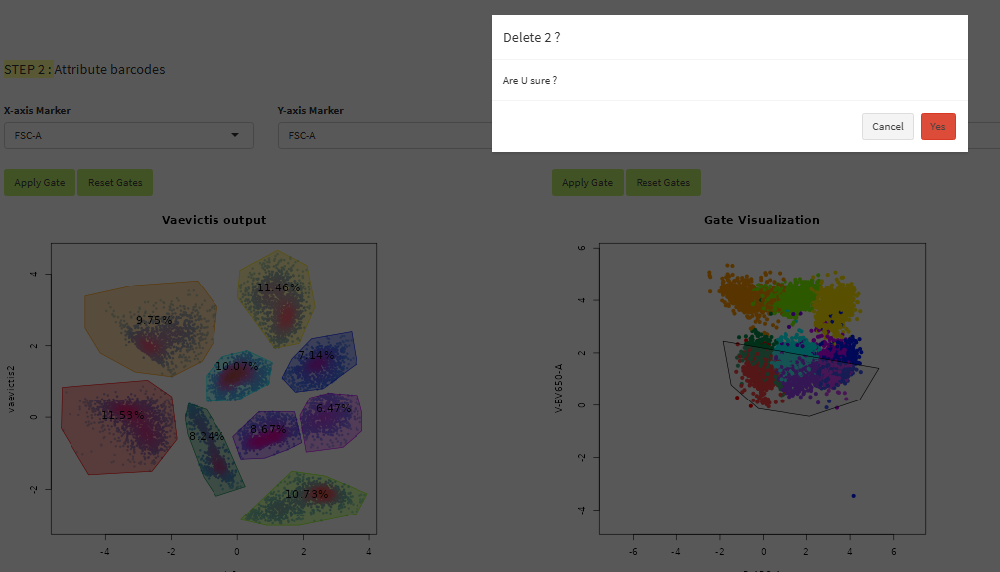 Delete 2 ?
Are U sure ?
Cancel
Yes
STEP 2 : Attribute barcodes
X-axis Marker
Y-axis Marker
FSC-A
FSC-A
Apply Gate
Reset Gates
Apply Gate
Reset Gates
Vaevictis output
vaevictis2
4
2
0
-2
11.46%
9.75%
7.14%
10.07%
6.47%
11.53%
8.67%
8.24%
10.73%
-4
-2
0
2
4
Gate Visualization
V-BV650-A
6
4
2
0
-2
-4
-6
-4
-2
0
2
4
6